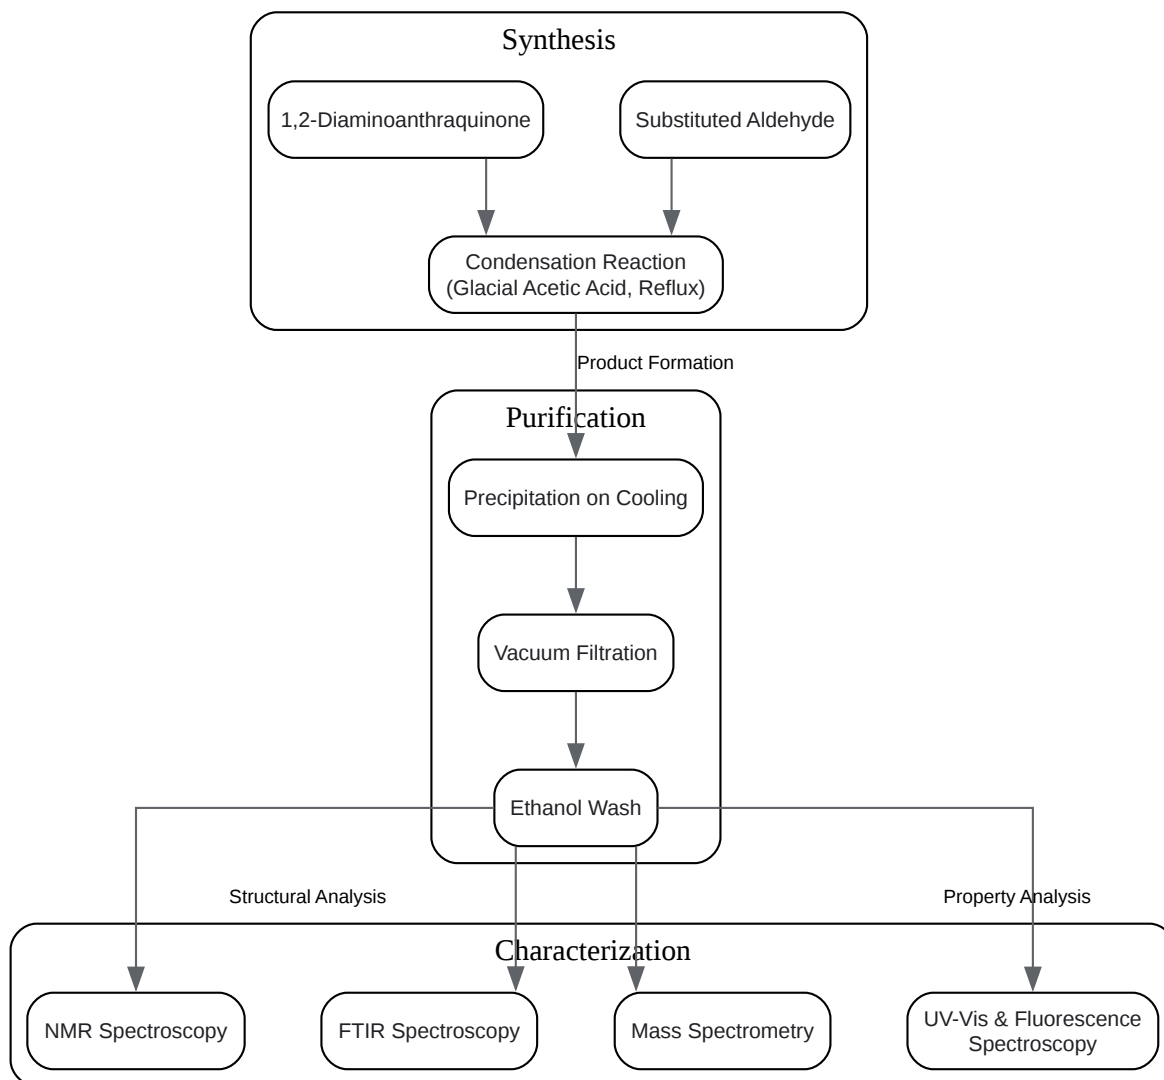 Synthesis
1,2-Diaminoanthraquinone
Substituted Aldehyde
Condensation Reaction
(Glacial Acetic Acid, Reflux)
Product Formation
Purification
Precipitation on Cooling
Vacuum Filtration
Ethanol Wash
Structural Analysis
Property Analysis
Characterization
NMR Spectroscopy
FTIR Spectroscopy
Mass Spectrometry
UV-Vis & Fluorescence
Spectroscopy